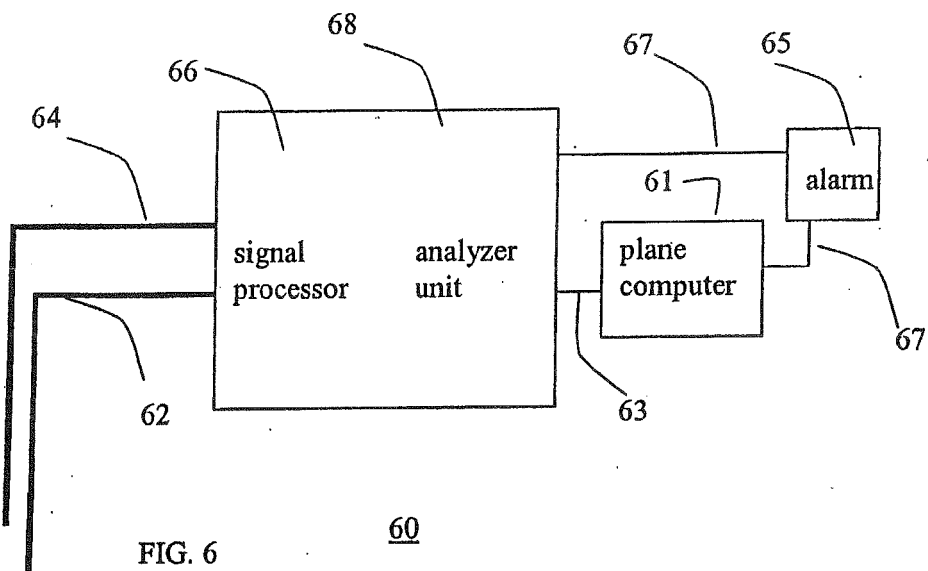 68
67
65
66
64
61
alarm
signal
processor
analyzer
unit
plane
computer
67
62
63
60
FIG. 6